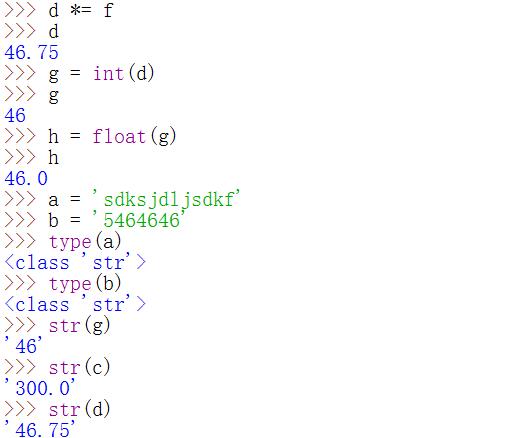 >>> d *= f
>>> d
46.75
>>> g = int(d)
>>> g
46
>>> h = float(g)
>>> h
46.0
>>> a = 'sdksjdljsdkf'
>>> b = '5464646'
>>> type(a)
<class 'str'>
>>> type(b)
<class 'str'>
>>> str(g)
'46'
>>> str(c)
'300.0'
>>> str(d)
'46.75'